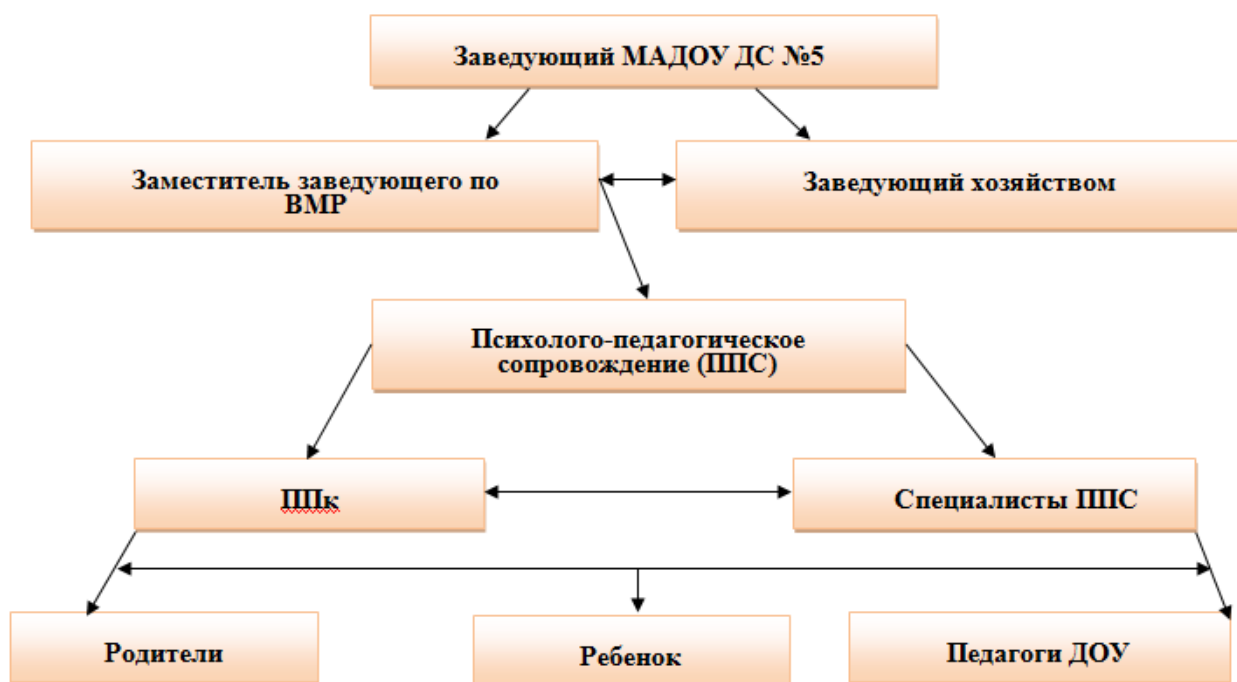 Заведующий МАДОУ ДС №5
Заместитель заведующего по
ВМР
Заведующий хозяйством
Психолого-педагогическое
сопровождение (ППС)
ППк
Специалисты ППС
Родители
Ребенок
Педагоги ДОУ